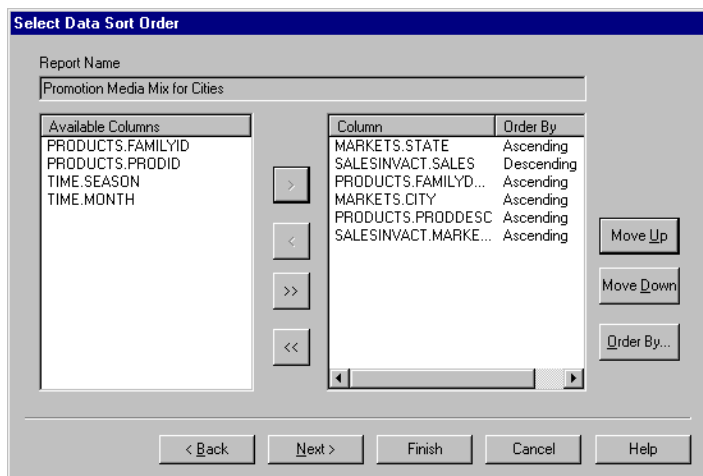 Select Data Sort Order
Report Name
Promotion Media Mix for Cities
Available Columns
PRODUCTS.FAMILYID
PRODUCTS.PRODID
TIME.SEASON
TIME.MONTH
>
<
>>
<<
Column Order By
MARKETS.STATE Ascending
SALESINVACT.SALES Descending
PRODUCTS.FAMILYD... Ascending
MARKETS.CITY Ascending
PRODUCTS.PRODDESC Ascending
SALESINVACT.MARKE... Ascending
Move Up
Move Down
Order By...
< Back Next > Finish Cancel Help